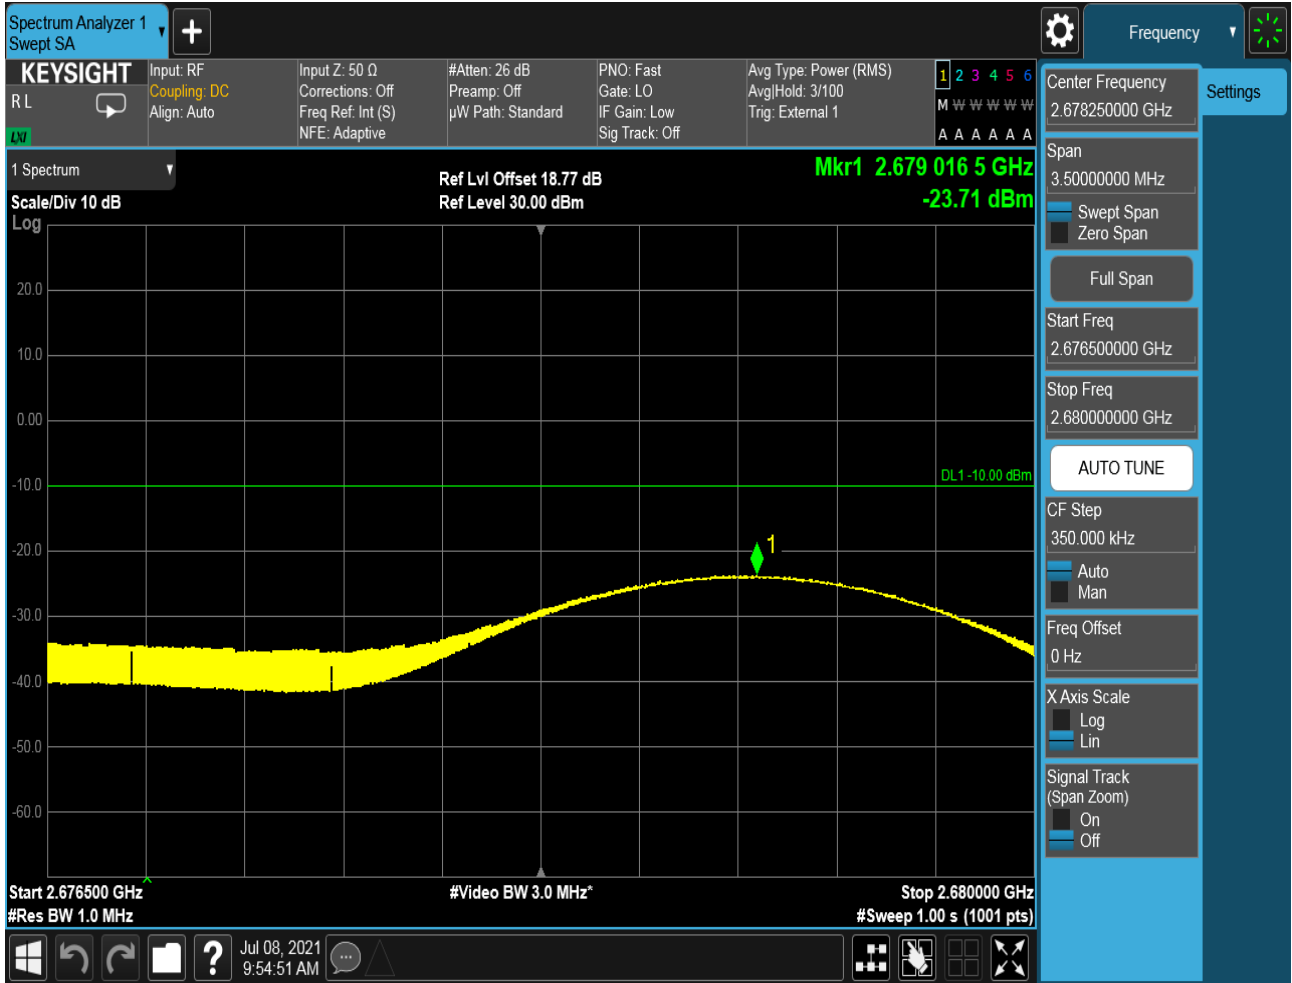 Spectrum Analyzer 1
Swept SA
Frequency
KEYSIGHT
R L
LXI
Input: RF
Coupling: DC
Align: Auto
Input Z: 50 Ω
Corrections: Off
Freq Ref: Int (S)
NFE: Adaptive
#Atten: 26 dB
Preamp: Off
µW Path: Standard
PNO: Fast
Gate: LO
IF Gain: Low
Sig Track: Off
Avg Type: Power (RMS)
Avg|Hold: 3/100
Trig: External 1
1 2 3 4 5 6
M W W W W W
A A A A A A
1 Spectrum
Scale/Div 10 dB
Log
Ref Lvl Offset 18.77 dB
Ref Level 30.00 dBm
Mkr1 2.679 016 5 GHz
-23.71 dBm
20.0
10.0
0.00
-10.0
-20.0
-30.0
-40.0
-50.0
-60.0
DL1 -10.00 dBm
1
Start 2.676500 GHz
#Res BW 1.0 MHz
#Video BW 3.0 MHz*
Stop 2.680000 GHz
#Sweep 1.00 s (1001 pts)
Jul 08, 2021
9:54:51 AM
Center Frequency
2.678250000 GHz
Settings
Span
3.50000000 MHz
Swept Span
Zero Span
Full Span
Start Freq
2.676500000 GHz
Stop Freq
2.680000000 GHz
AUTO TUNE
CF Step
350.000 kHz
Auto
Man
Freq Offset
0 Hz
X Axis Scale
Log
Lin
Signal Track
(Span Zoom)
On
Off